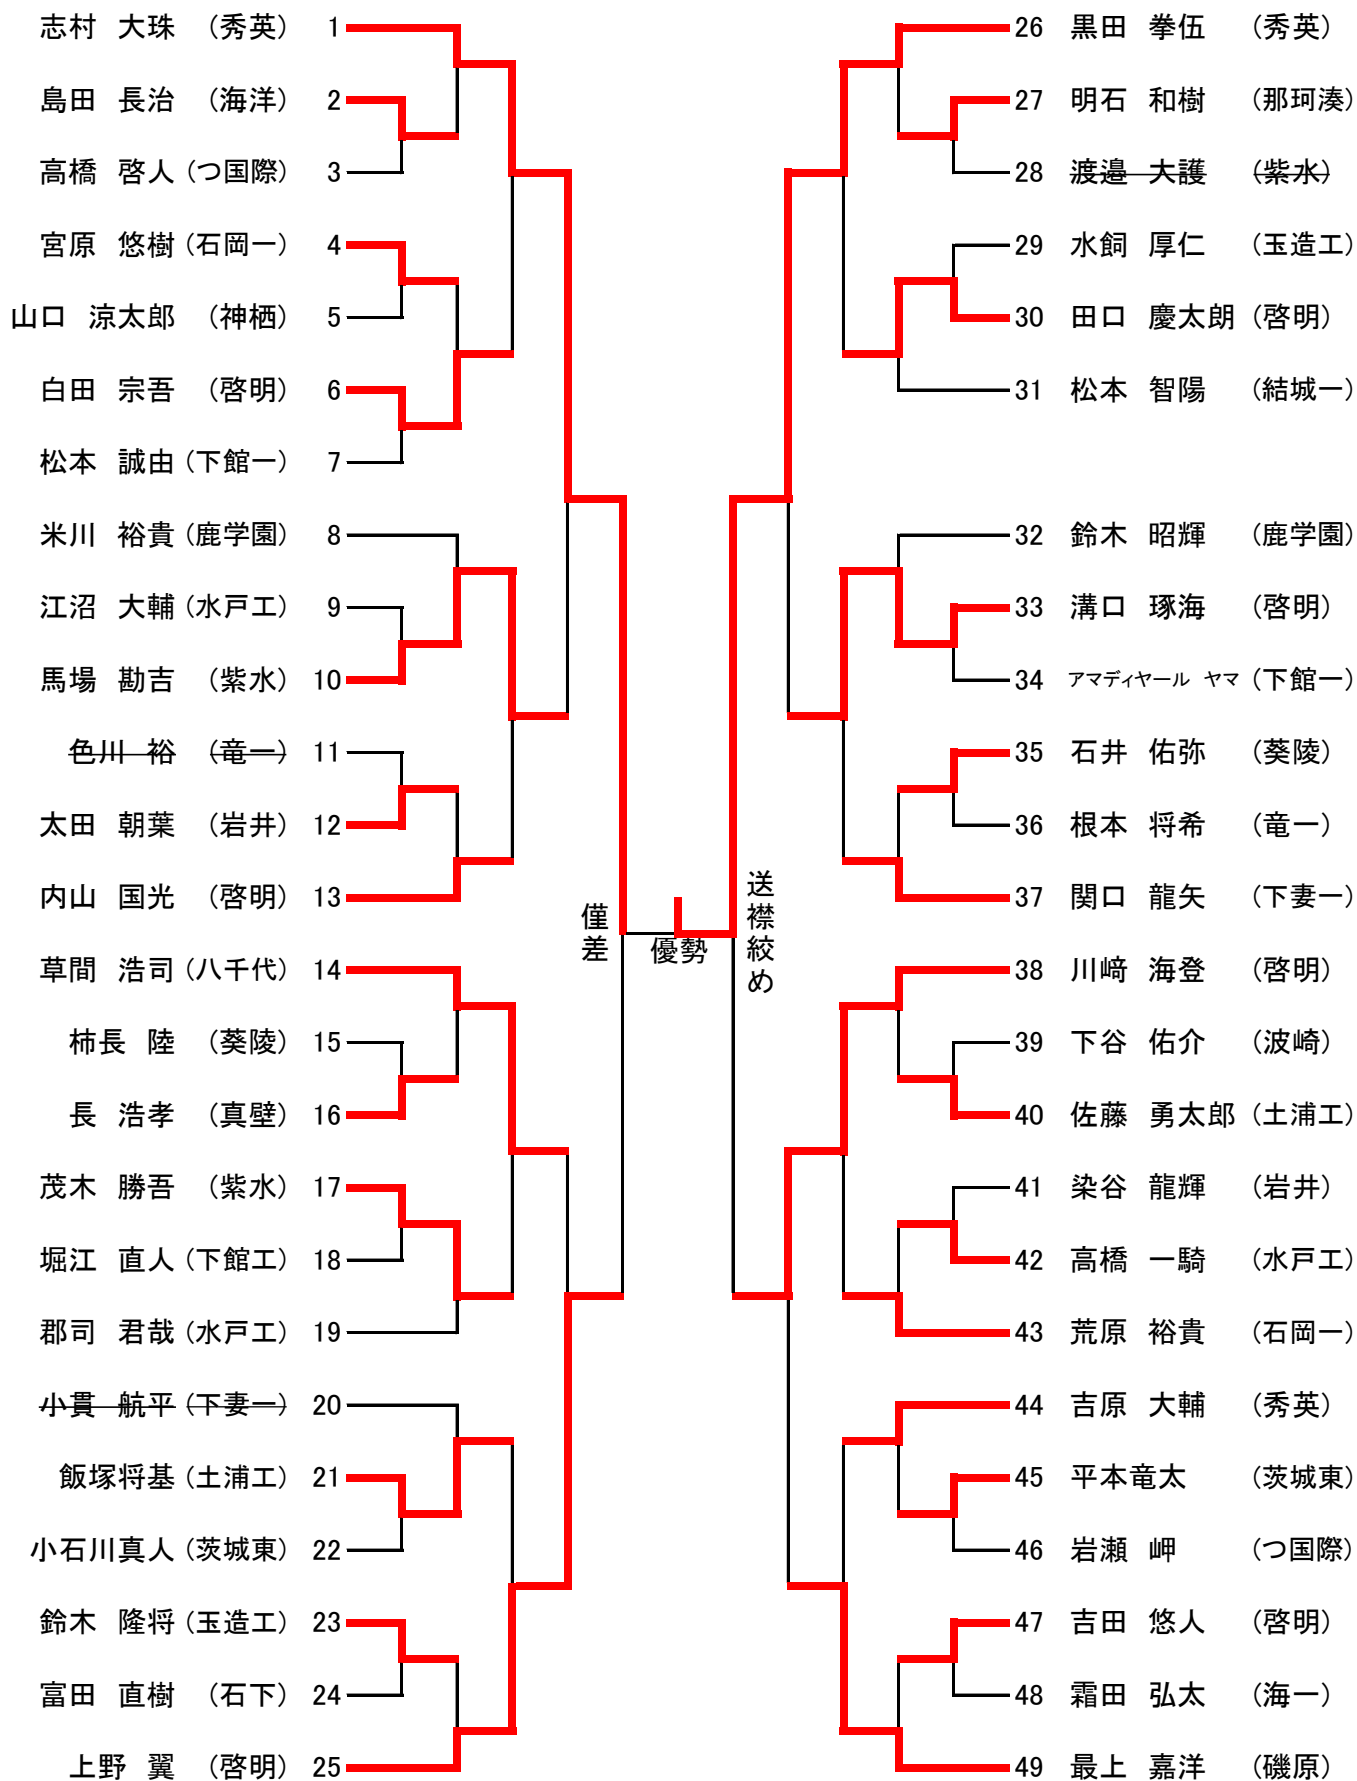 志村 大珠 (秀英) 1
島田 長治 (海洋) 2
高橋 啓人 (つ国際) 3
宮原 悠樹 (石岡一) 4
山口 涼太郎 (神栖) 5
白田 宗吾 (啓明) 6
松本 誠由 (下館一) 7
米川 裕貴 (鹿学園) 8
江沼 大輔 (水戸工) 9
馬場 勘吉 (紫水) 10
色川 裕 (竜一) 11
太田 朝葉 (岩井) 12
内山 国光 (啓明) 13
草間 浩司 (八千代) 14
柿長 陸 (葵陵) 15
長 浩孝 (真壁) 16
茂木 勝吾 (紫水) 17
堀江 直人 (下館工) 18
郡司 君哉 (水戸工) 19
小貫 航平 (下妻一) 20
飯塚将基 (土浦工) 21
小石川真人 (茨城東) 22
鈴木 隆将 (玉造工) 23
富田 直樹 (石下) 24
上野 翼 (啓明) 25
僅差
優勢
送襟絞め
26 黒田 拳伍 (秀英)
27 明石 和樹 (那珂湊)
28 渡邉 大護 (紫水)
29 水飼 厚仁 (玉造工)
30 田口 慶太朗 (啓明)
31 松本 智陽 (結城一)
32 鈴木 昭輝 (鹿学園)
33 溝口 琢海 (啓明)
34 アマディヤール ヤマ (下館一)
35 石井 佑弥 (葵陵)
36 根本 将希 (竜一)
37 関口 龍矢 (下妻一)
38 川﨑 海登 (啓明)
39 下谷 佑介 (波崎)
40 佐藤 勇太郎 (土浦工)
41 染谷 龍輝 (岩井)
42 高橋 一騎 (水戸工)
43 荒原 裕貴 (石岡一)
44 吉原 大輔 (秀英)
45 平本竜太 (茨城東)
46 岩瀬 岬 (つ国際)
47 吉田 悠人 (啓明)
48 霜田 弘太 (海一)
49 最上 嘉洋 (磯原)